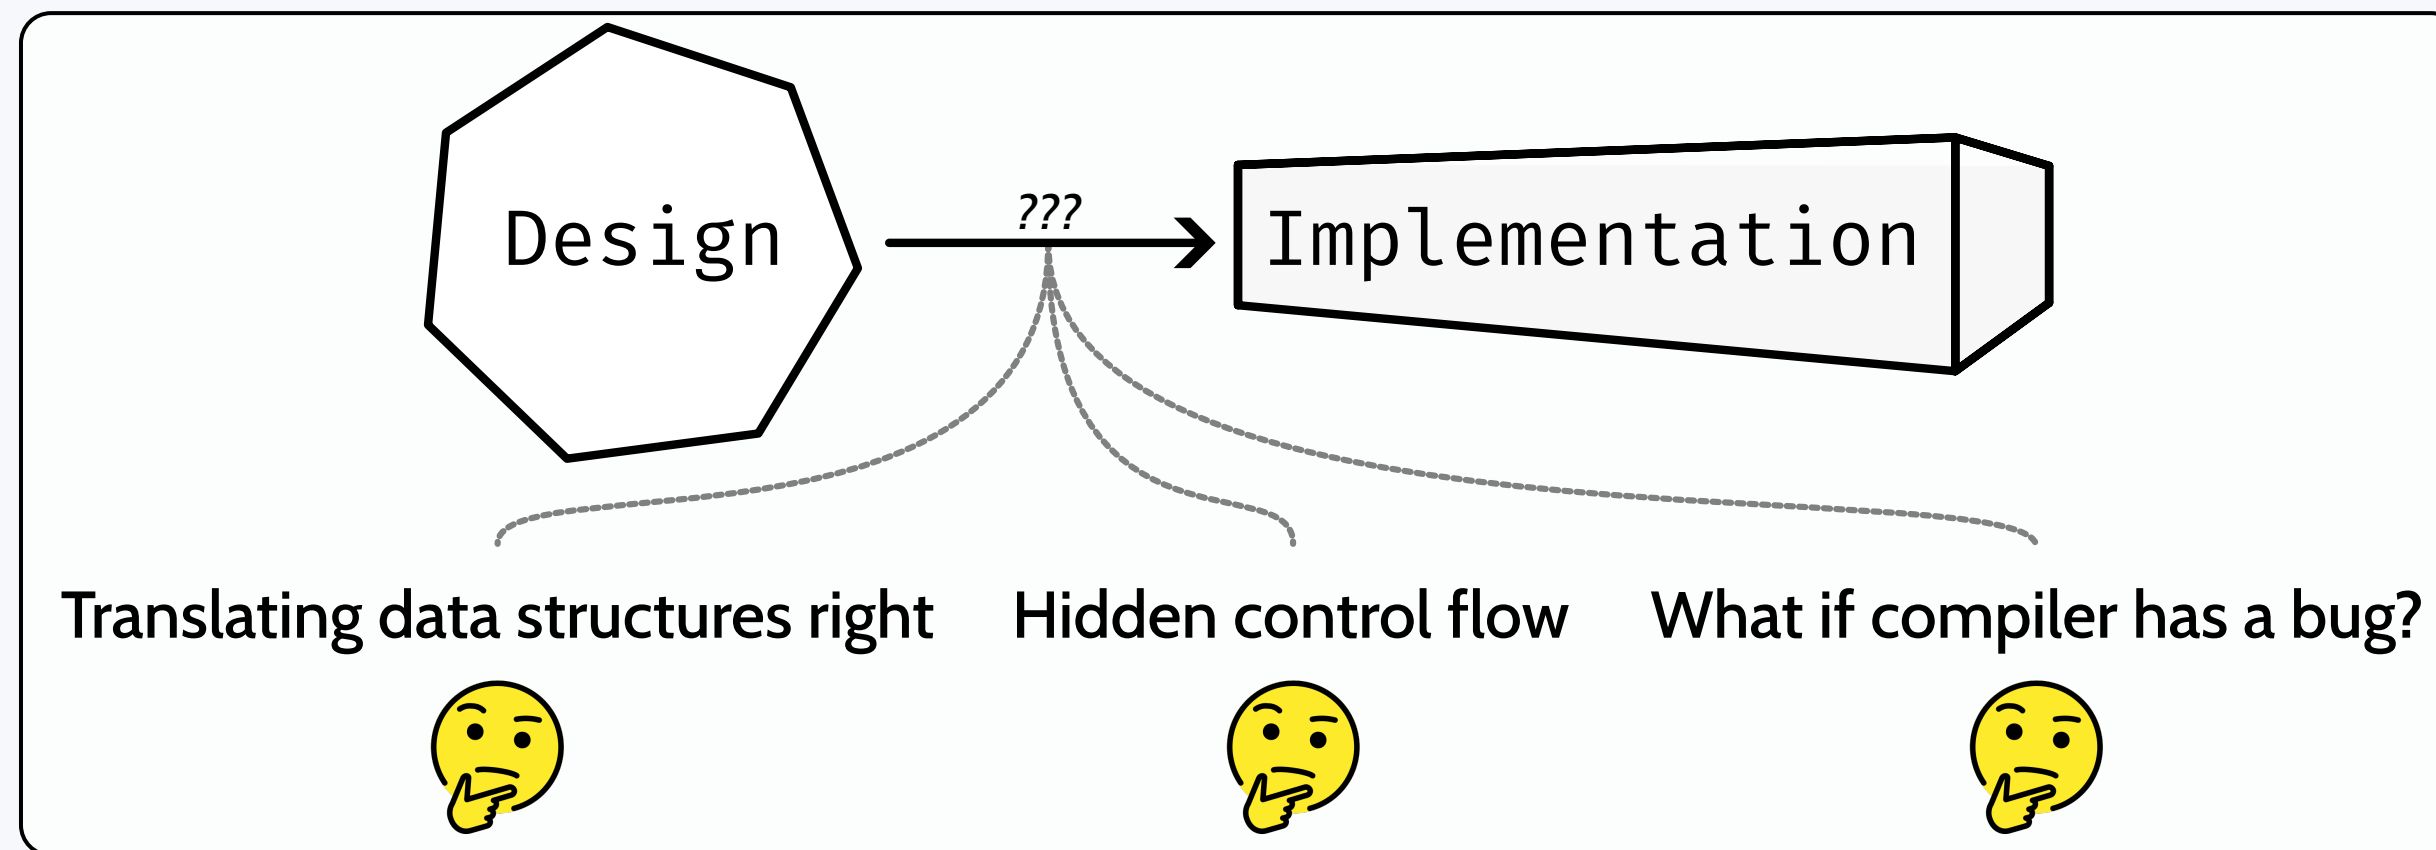 Design
???
Implementation
Translating data structures right
Hidden control flow
What if compiler has a bug?